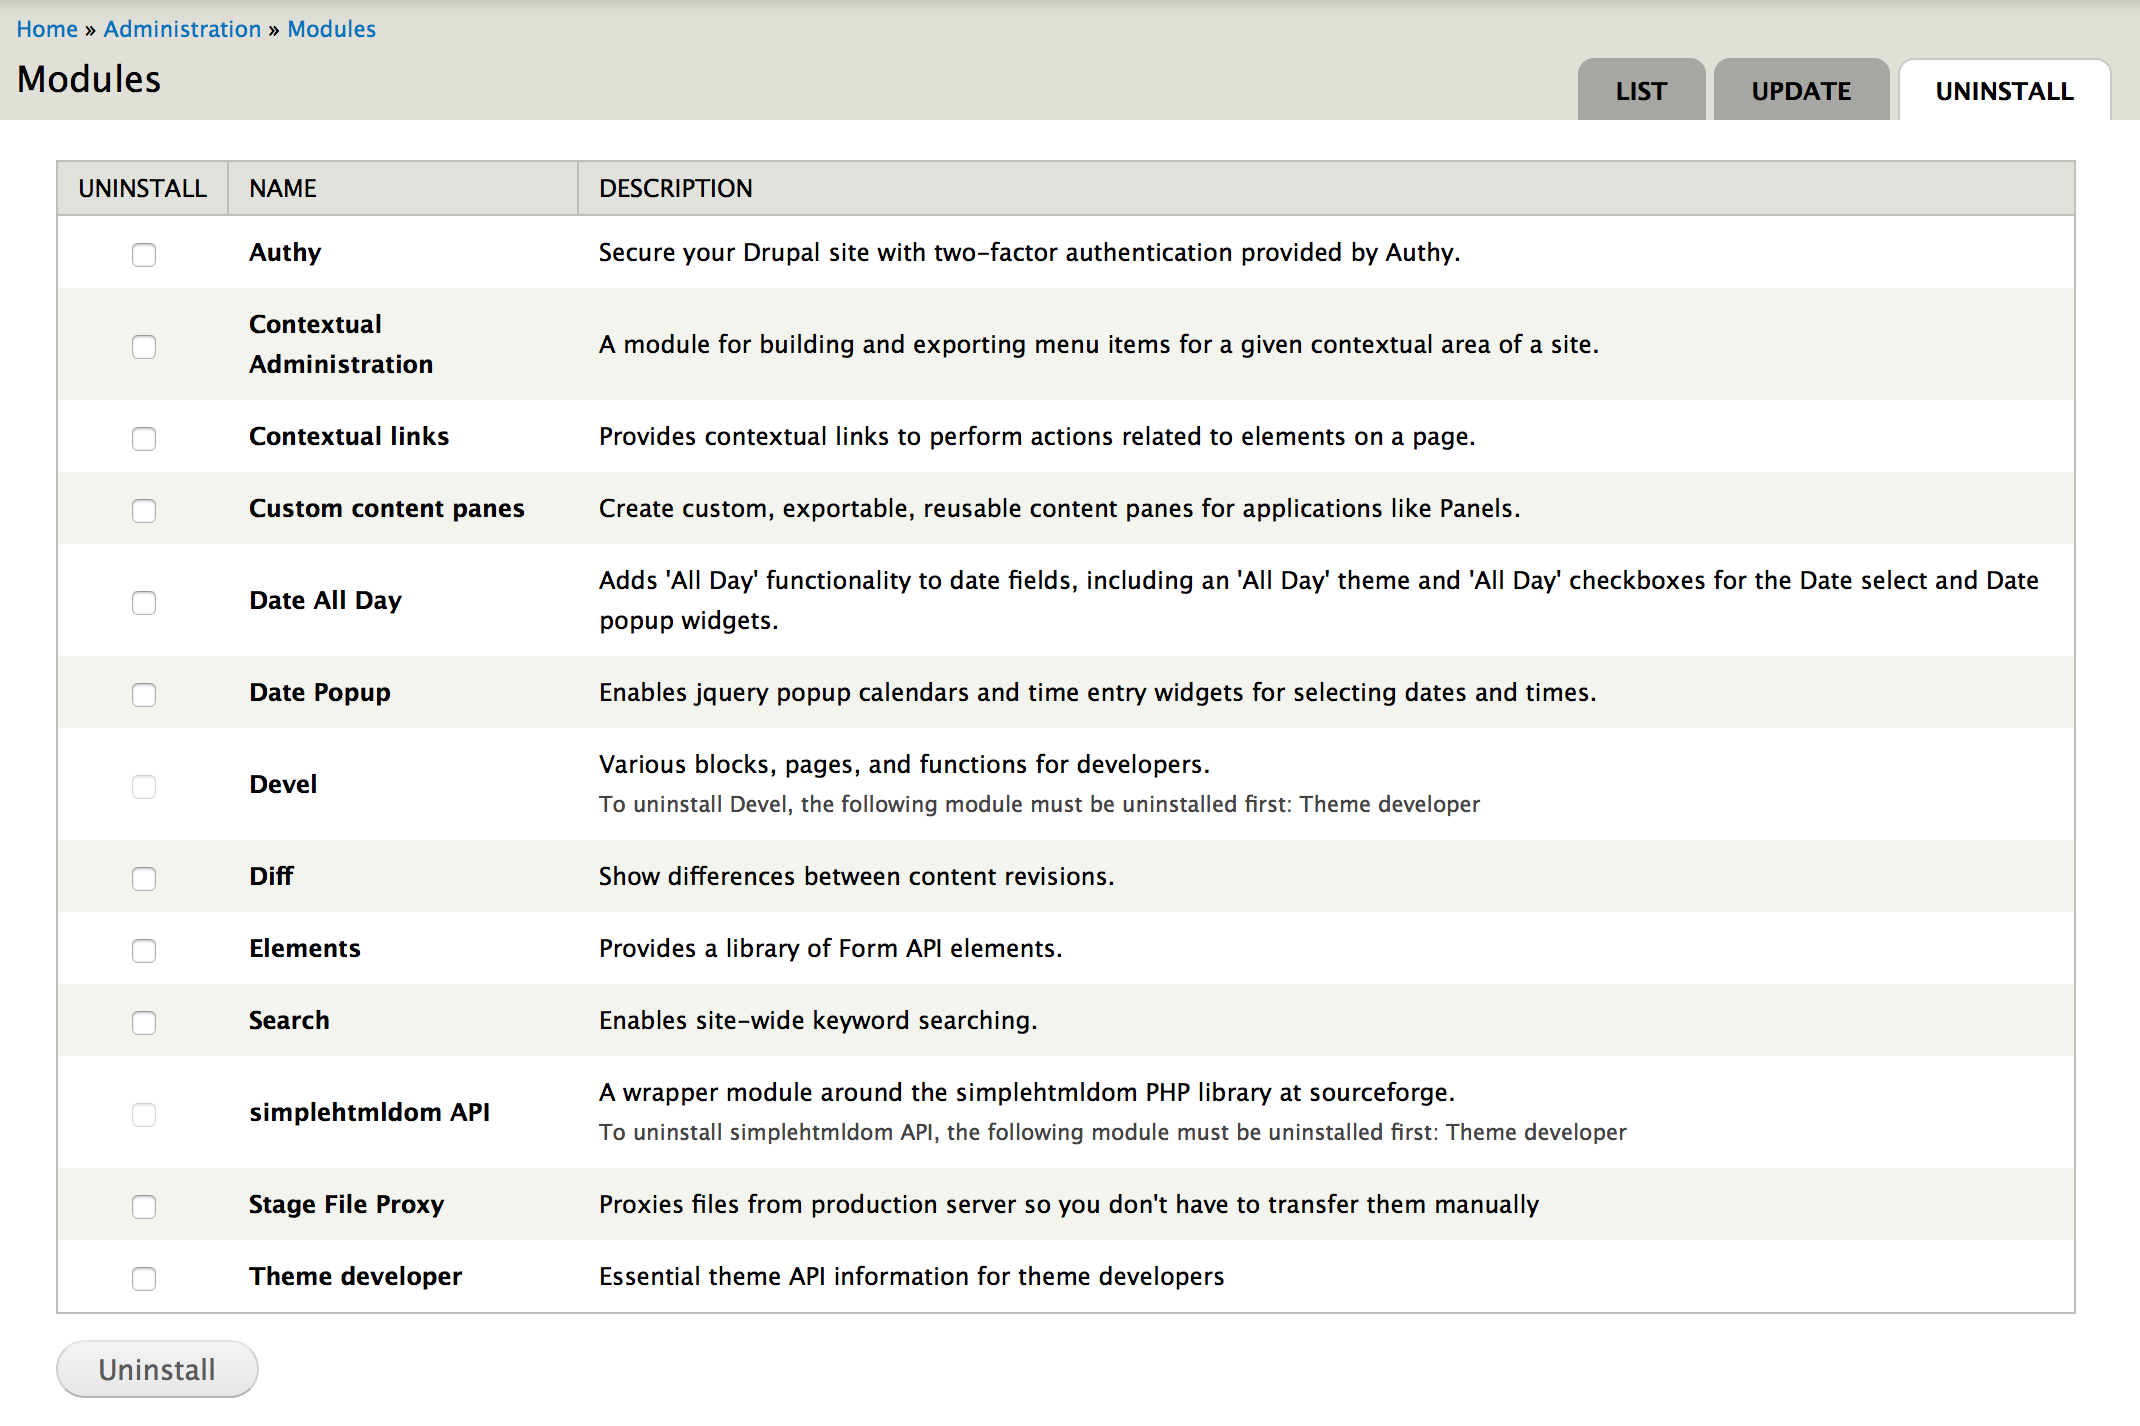 Home » Administration » Modules
Modules
LIST UPDATE UNINSTALL
UNINSTALL NAME DESCRIPTION
Authy Secure your Drupal site with two-factor authentication provided by Authy.
Contextual
Administration
A module for building and exporting menu items for a given contextual area of a site.
Contextual links Provides contextual links to perform actions related to elements on a page.
Custom content panes Create custom, exportable, reusable content panes for applications like Panels.
Date All Day
Adds 'All Day' functionality to date fields, including an 'All Day' theme and 'All Day' checkboxes for the Date select and Date
popup widgets.
Date Popup Enables jquery popup calendars and time entry widgets for selecting dates and times.
Devel
Various blocks, pages, and functions for developers.
To uninstall Devel, the following module must be uninstalled first: Theme developer
Diff Show differences between content revisions.
Elements Provides a library of Form API elements.
Search Enables site-wide keyword searching.
simplehtmldom API
A wrapper module around the simplehtmldom PHP library at sourceforge.
To uninstall simplehtmldom API, the following module must be uninstalled first: Theme developer
Stage File Proxy Proxies files from production server so you don't have to transfer them manually
Theme developer Essential theme API information for theme developers
Uninstall